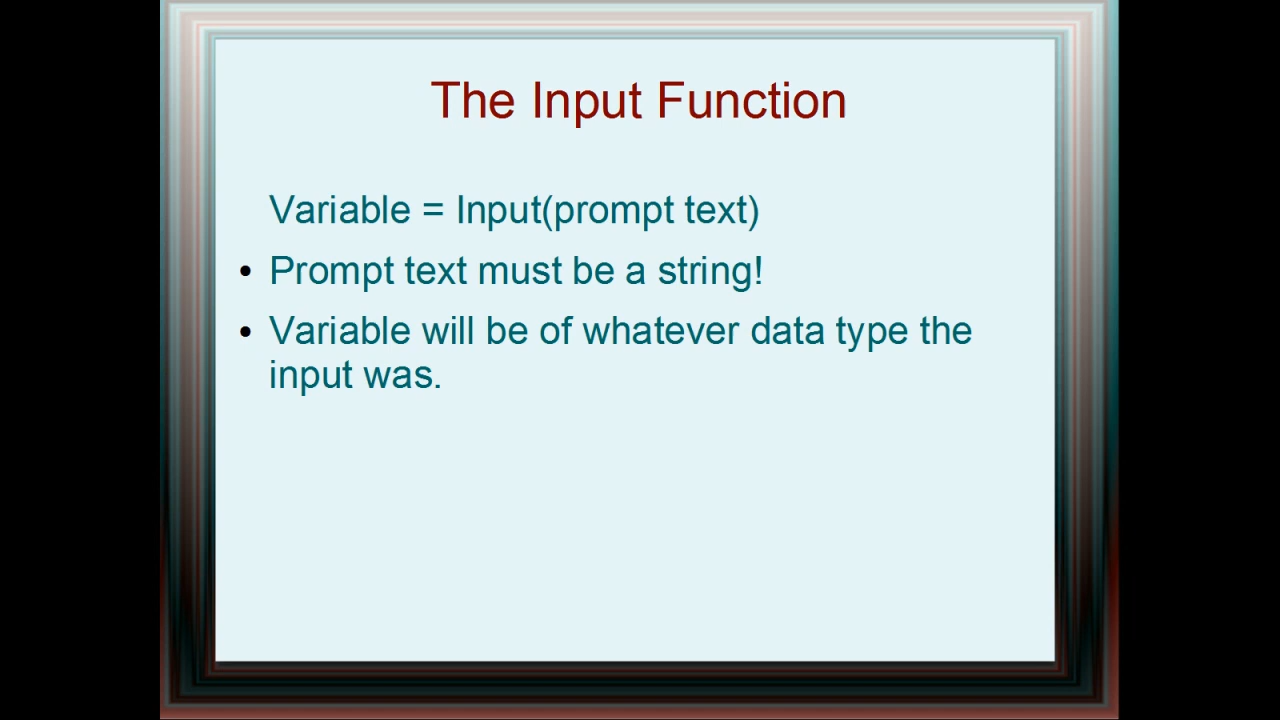 The Input Function
Variable = Input(prompt text)
• Prompt text must be a string!
• Variable will be of whatever data type the
input was.